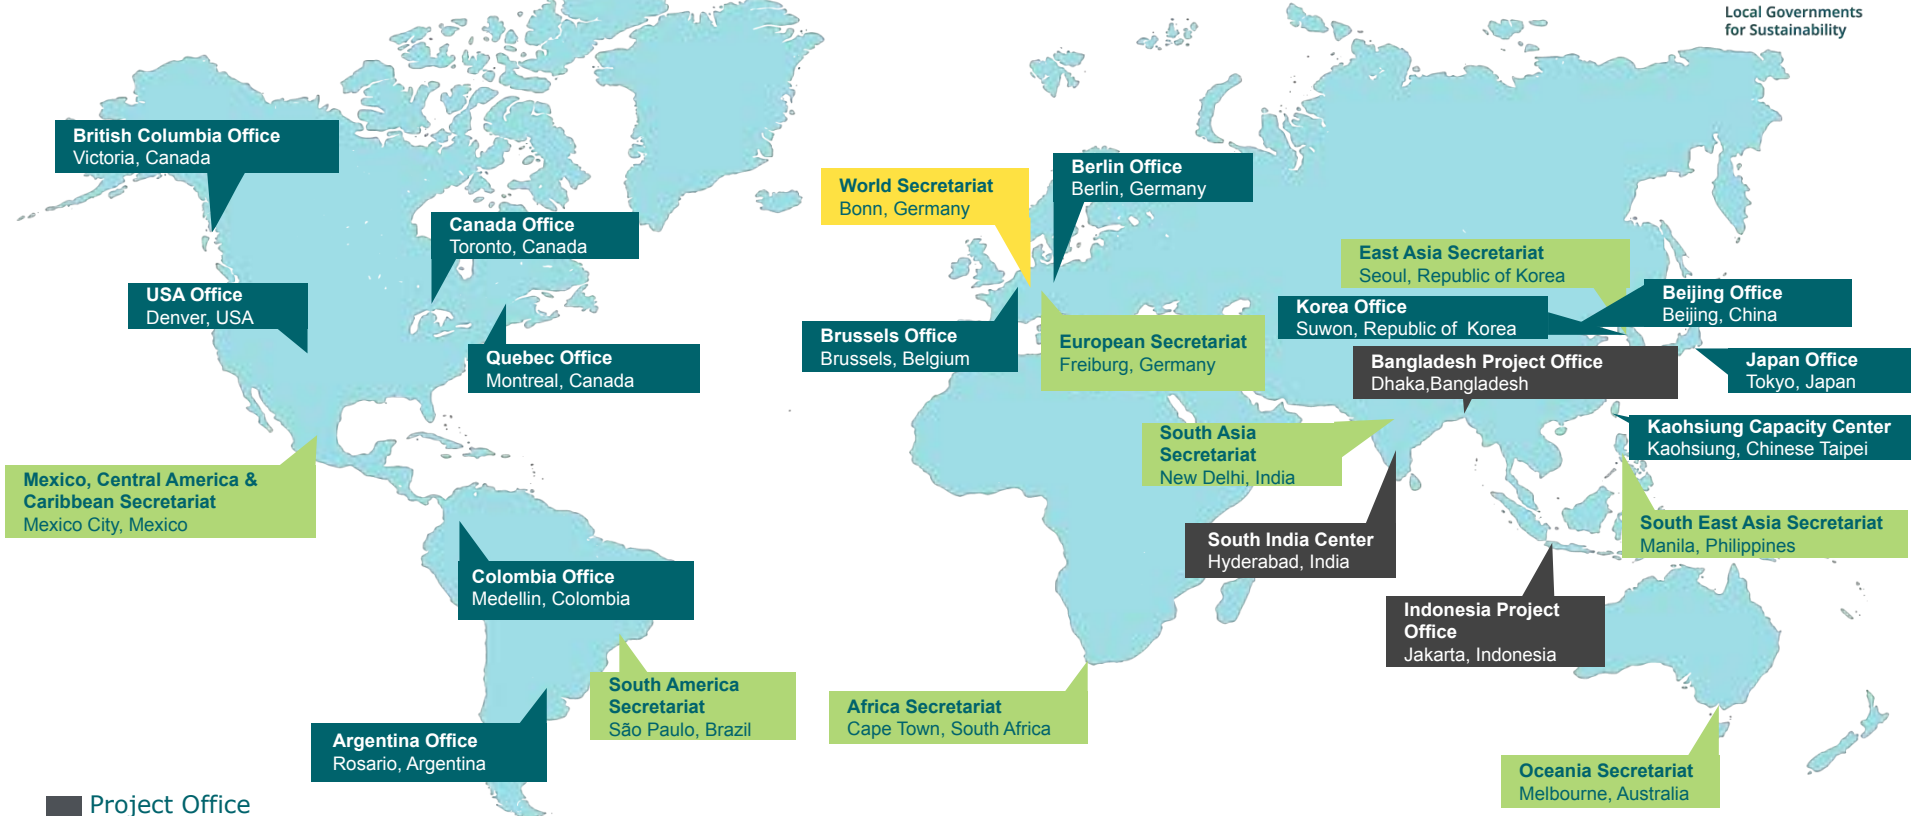 Local Governments
for Sustainability
British Columbia Office
Victoria, Canada
Canada Office
Toronto, Canada
USA Office
Denver, USA
Quebec Office
Montreal, Canada
Mexico, Central America &
Caribbean Secretariat
Mexico City, Mexico
Colombia Office
Medellin, Colombia
South America
Secretariat
São Paulo, Brazil
Argentina Office
Rosario, Argentina
Project Office
World Secretariat
Bonn, Germany
Berlin Office
Berlin, Germany
Brussels Office
Brussels, Belgium
European Secretariat
Freiburg, Germany
Africa Secretariat
Cape Town, South Africa
East Asia Secretariat
Seoul, Republic of Korea
Korea Office
Suwon, Republic of Korea
Beijing Office
Beijing, China
Japan Office
Tokyo, Japan
Bangladesh Project Office
Dhaka,Bangladesh
Kaohsiung Capacity Center
Kaohsiung, Chinese Taipei
South Asia
Secretariat
New Delhi, India
South India Center
Hyderabad, India
South East Asia Secretariat
Manila, Philippines
Indonesia Project
Office
Jakarta, Indonesia
Oceania Secretariat
Melbourne, Australia